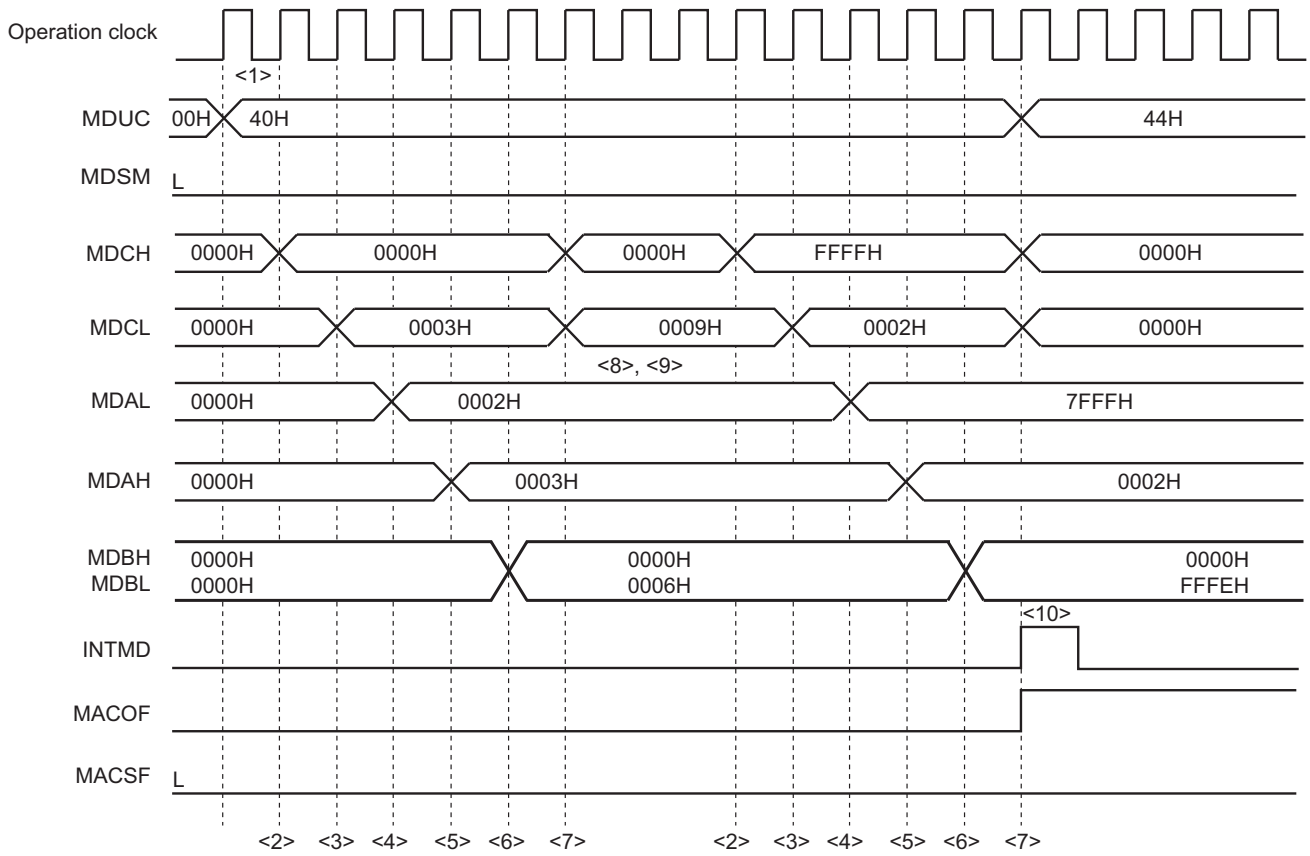 Operation clock
<1>
MDUC 00H 40H 44H
MDSM L
MDCH 0000H 0000H 0000H FFFFH 0000H
MDCL 0000H 0003H 0009H 0002H 0000H
<8>, <9>
MDAL 0000H 0002H 7FFFH
MDAH 0000H 0003H 0002H
MDBH 0000H 0000H 0000H
MDBL 0000H 0006H FFFEH
<10>
INTMD
MACOF
MACSF L
<2> <3> <4> <5> <6> <7> <2> <3> <4> <5> <6> <7>